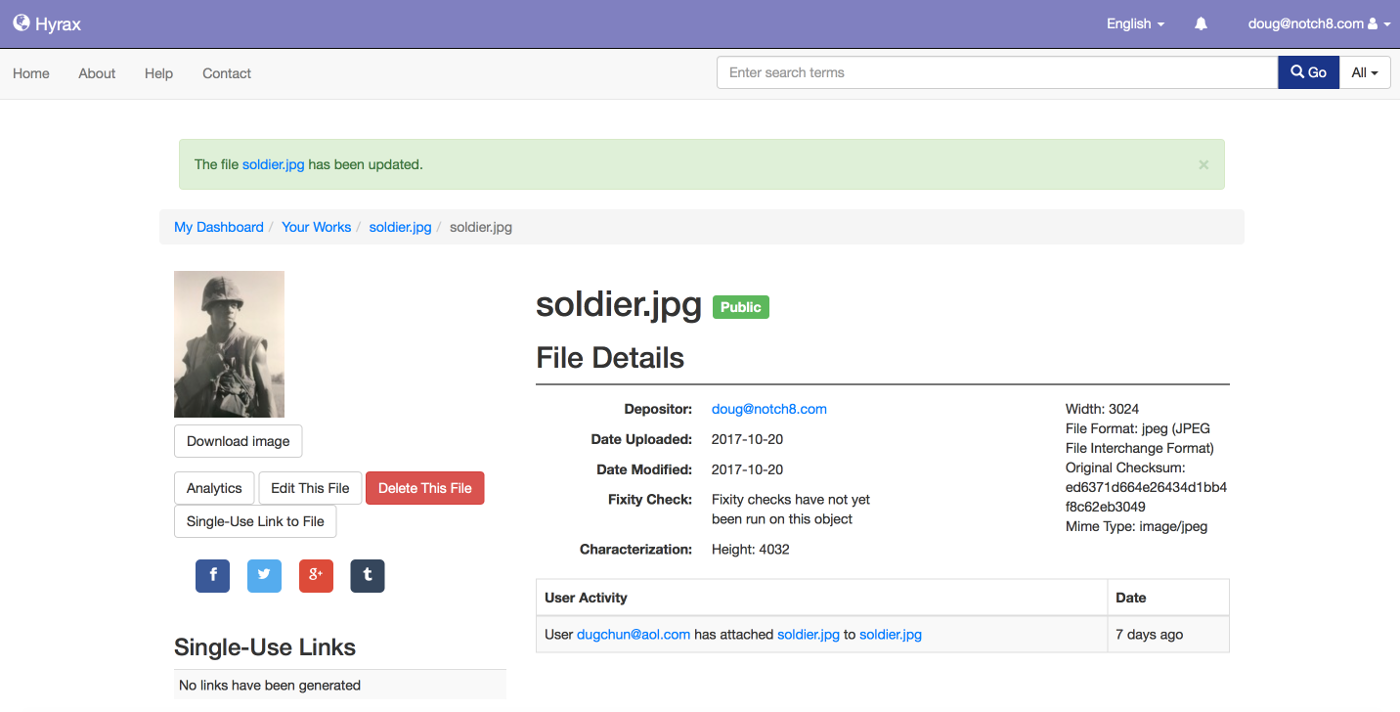 Hyrax
English
doug@notch8.com
Home About Help Contact
Enter search terms
Go
All
The file soldier.jpg has been updated.
×
My Dashboard / Your Works / soldier.jpg / soldier.jpg
soldier.jpg Public
File Details
Download image
Analytics Edit This File Delete This File
Single-Use Link to File
f t g+ t
Single-Use Links
No links have been generated
Depositor: doug@notch8.com
Date Uploaded: 2017-10-20
Date Modified: 2017-10-20
Fixity Check: Fixity checks have not yet
been run on this object
Characterization: Height: 4032
Width: 3024
File Format: jpeg (JPEG
File Interchange Format)
Original Checksum:
ed6371d664e26434d1bb4
f8c62eb3049
Mime Type: image/jpeg
User Activity Date
User dugchun@aol.com has attached soldier.jpg to soldier.jpg 7 days ago